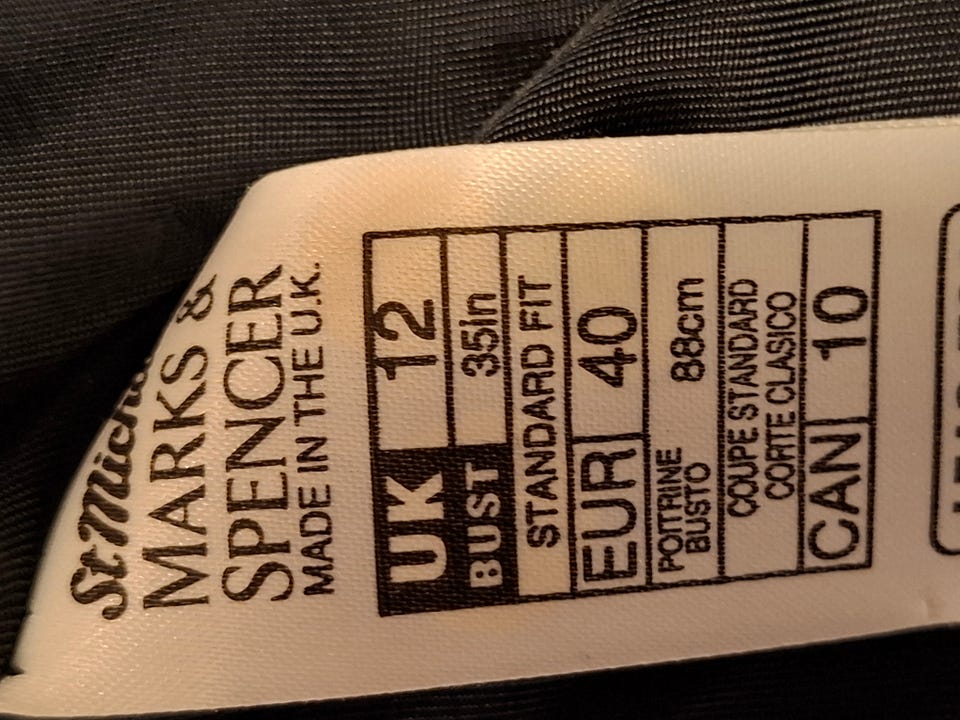 St Michael
MARKS &
SPENCER
MADE IN THE U.K.
UK 12
BUST 35in
STANDARD FIT
EUR 40
POITRINE
BUSTO 88cm
COUPE STANDARD
CORTE CLASICO
CAN 10